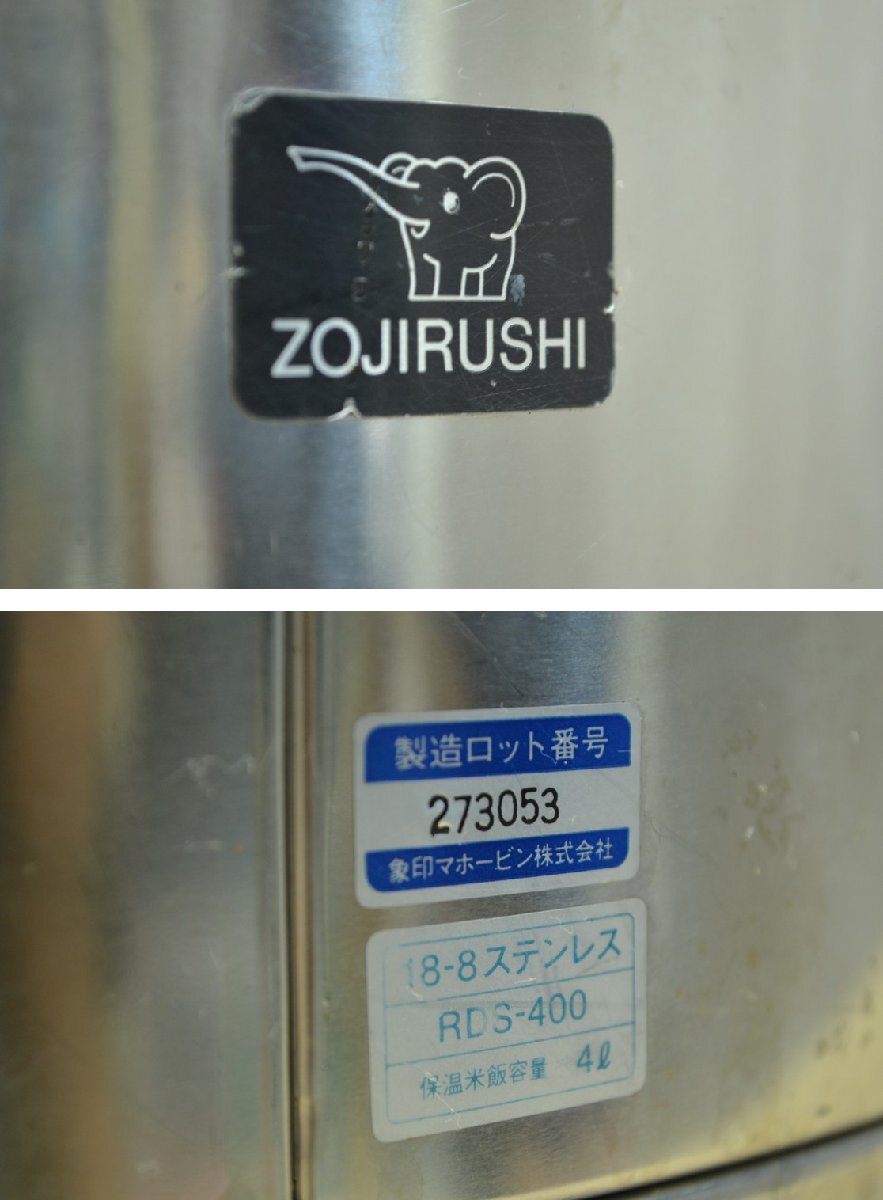 ZOJIRUSHI
製造ロット番号
273053
象印マホービン株式会社
18-8ステンレス
RDS-400
保温米飯容量 4ℓ